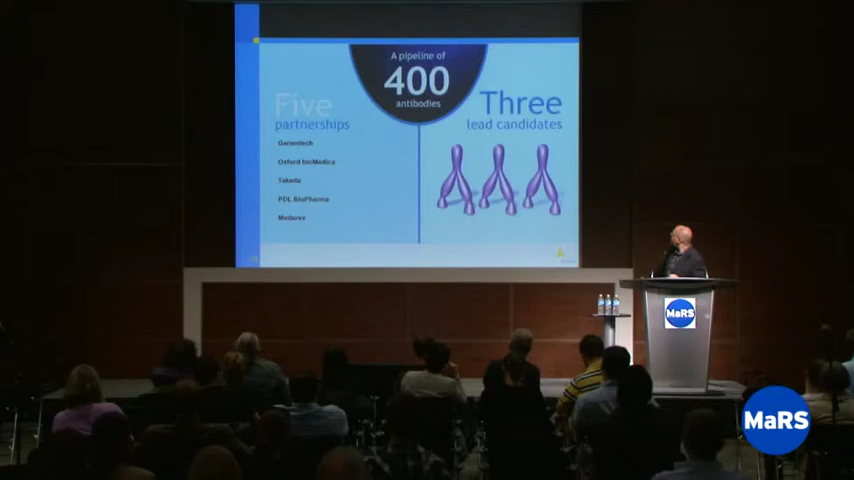 A pipeline of
400
antibodies
Five
partnerships
Genentech
Oxford BioMedica
Takeda
PDL BioPharma
Medarex
Three
lead candidates
MaRS
MaRS